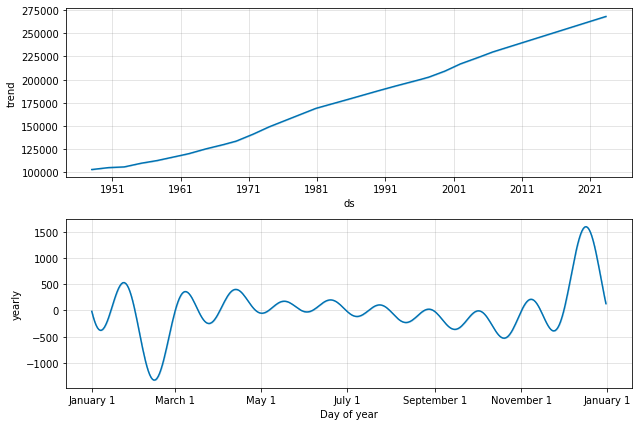 275000
250000
225000
200000
175000
150000
125000
100000
trend
1951 1961 1971 1981 1991 2001 2011 2021
ds
1500
1000
500
0
−500
−1000
yearly
January 1 March 1 May 1 July 1 September 1 November 1 January 1
Day of year